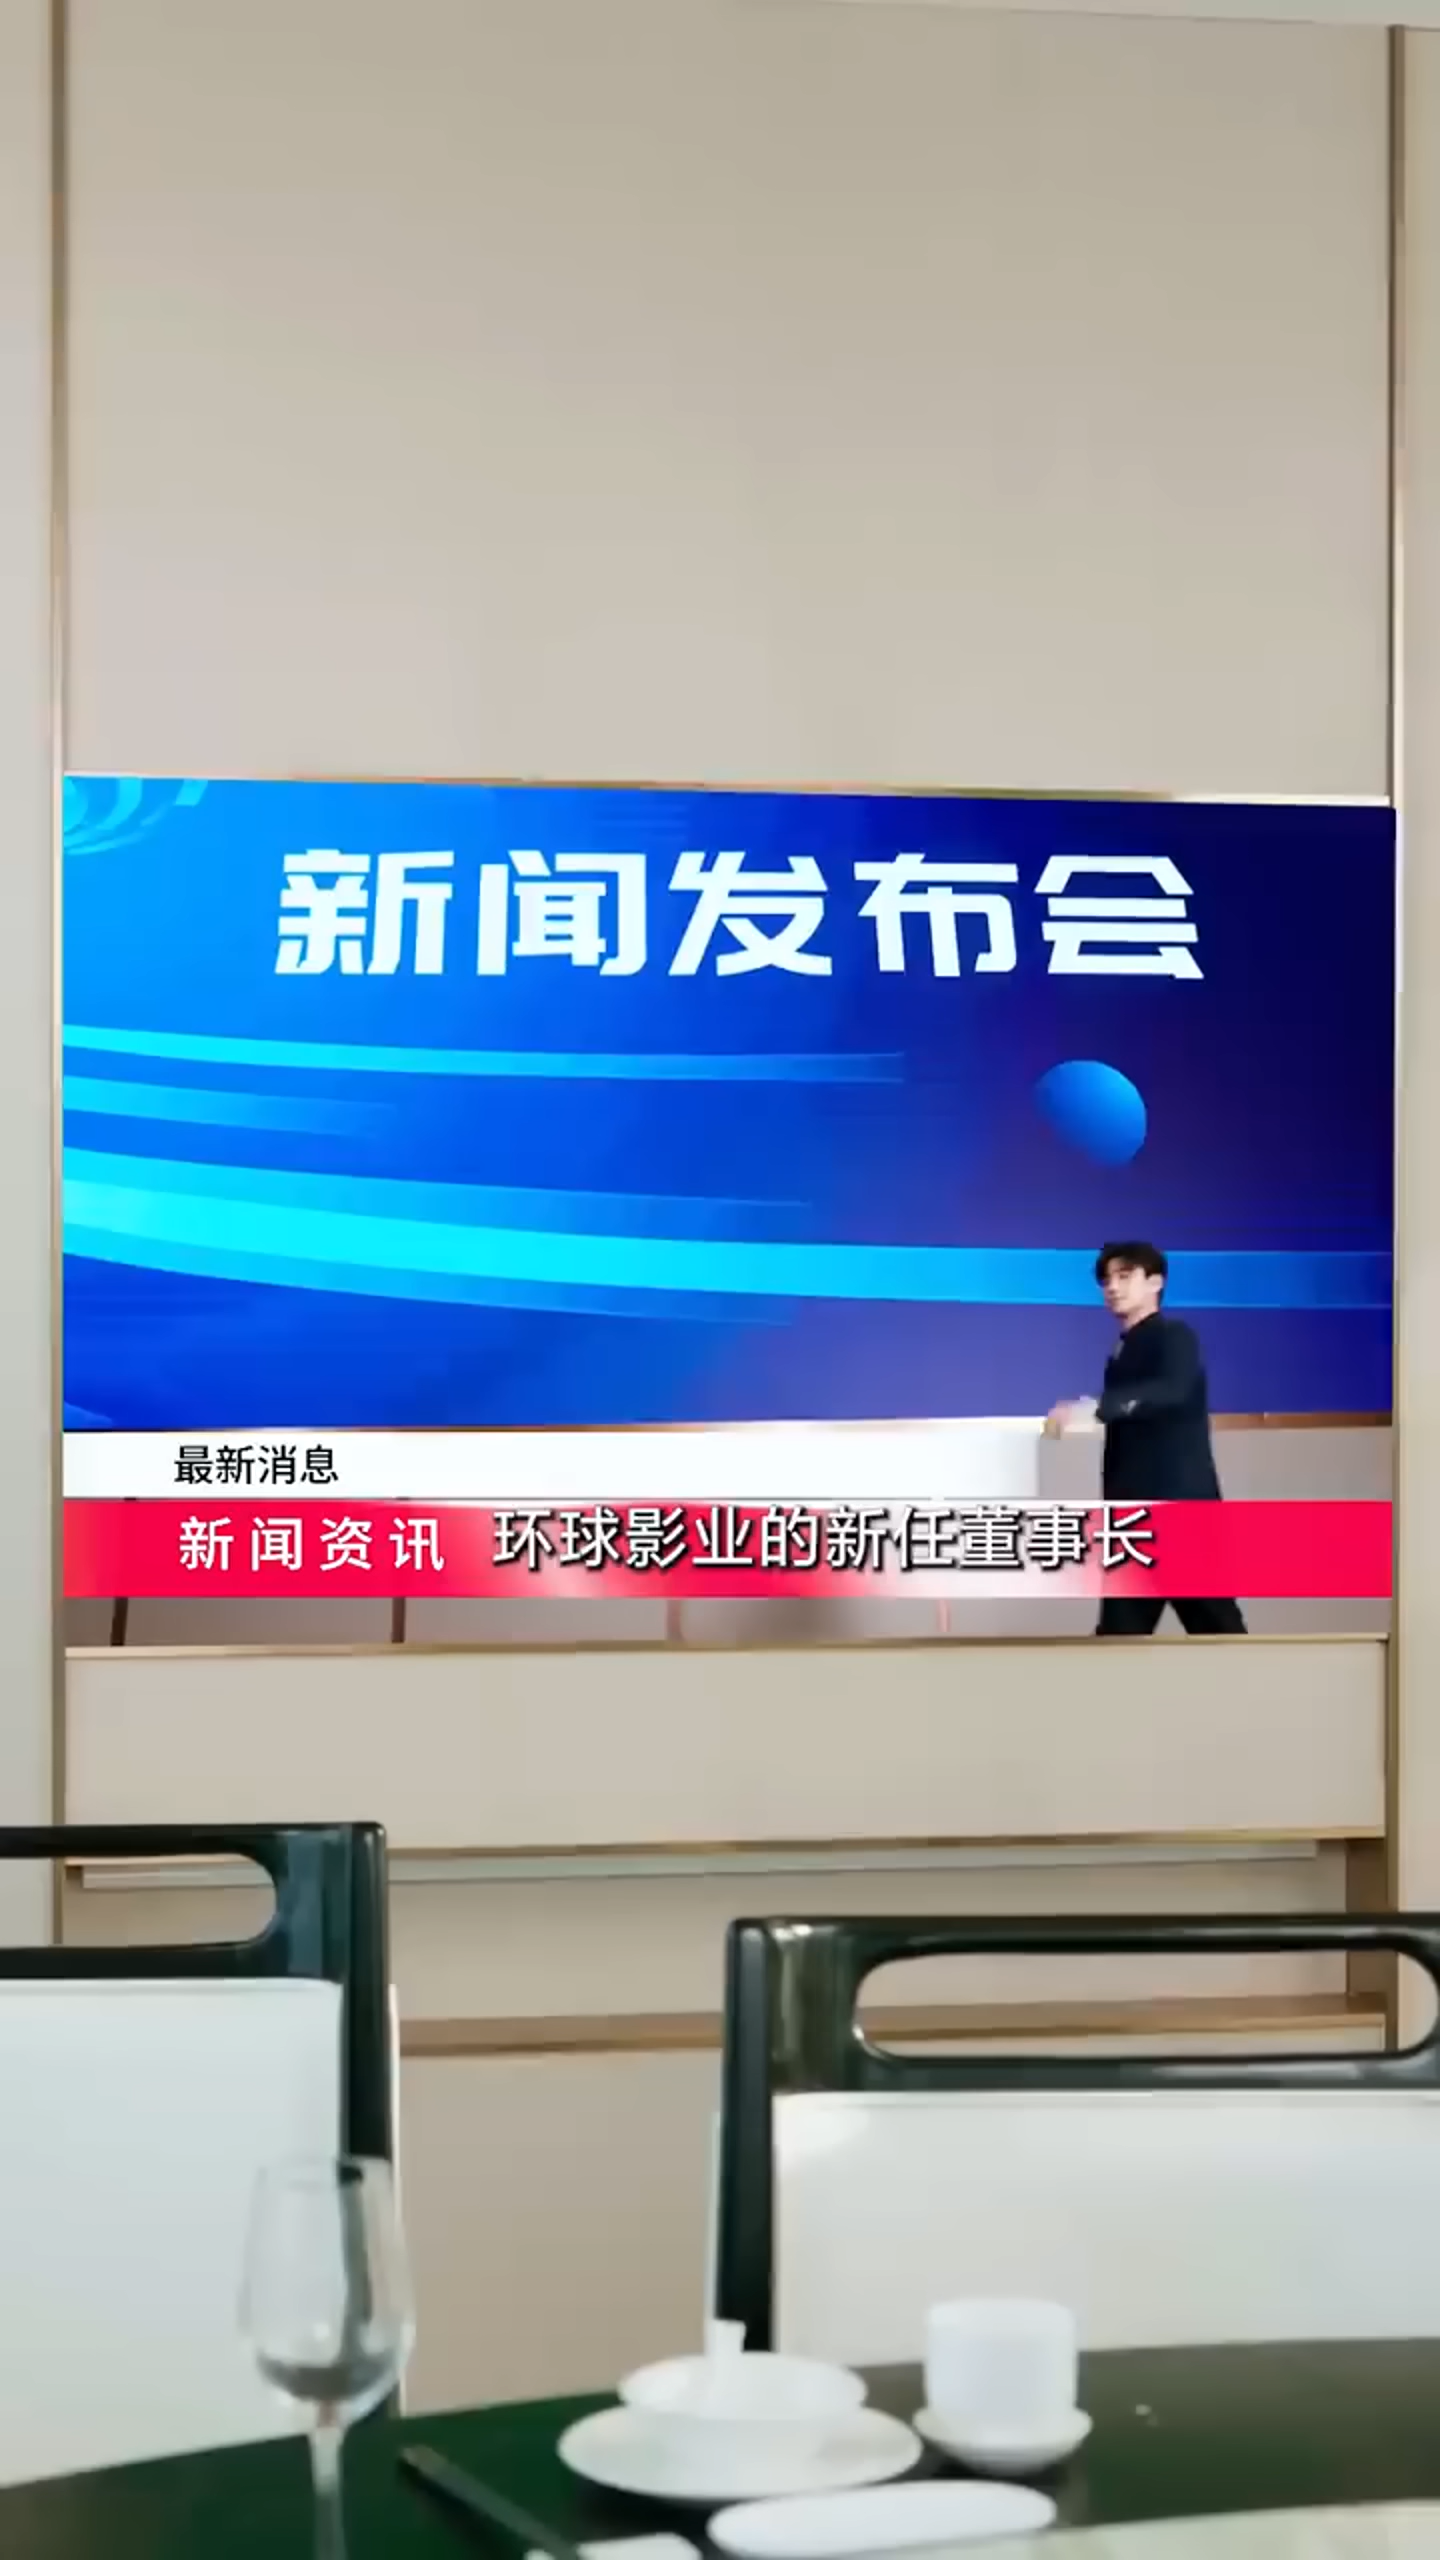 新闻发布会
最新消息
新闻资讯
环球影业的新任董事长